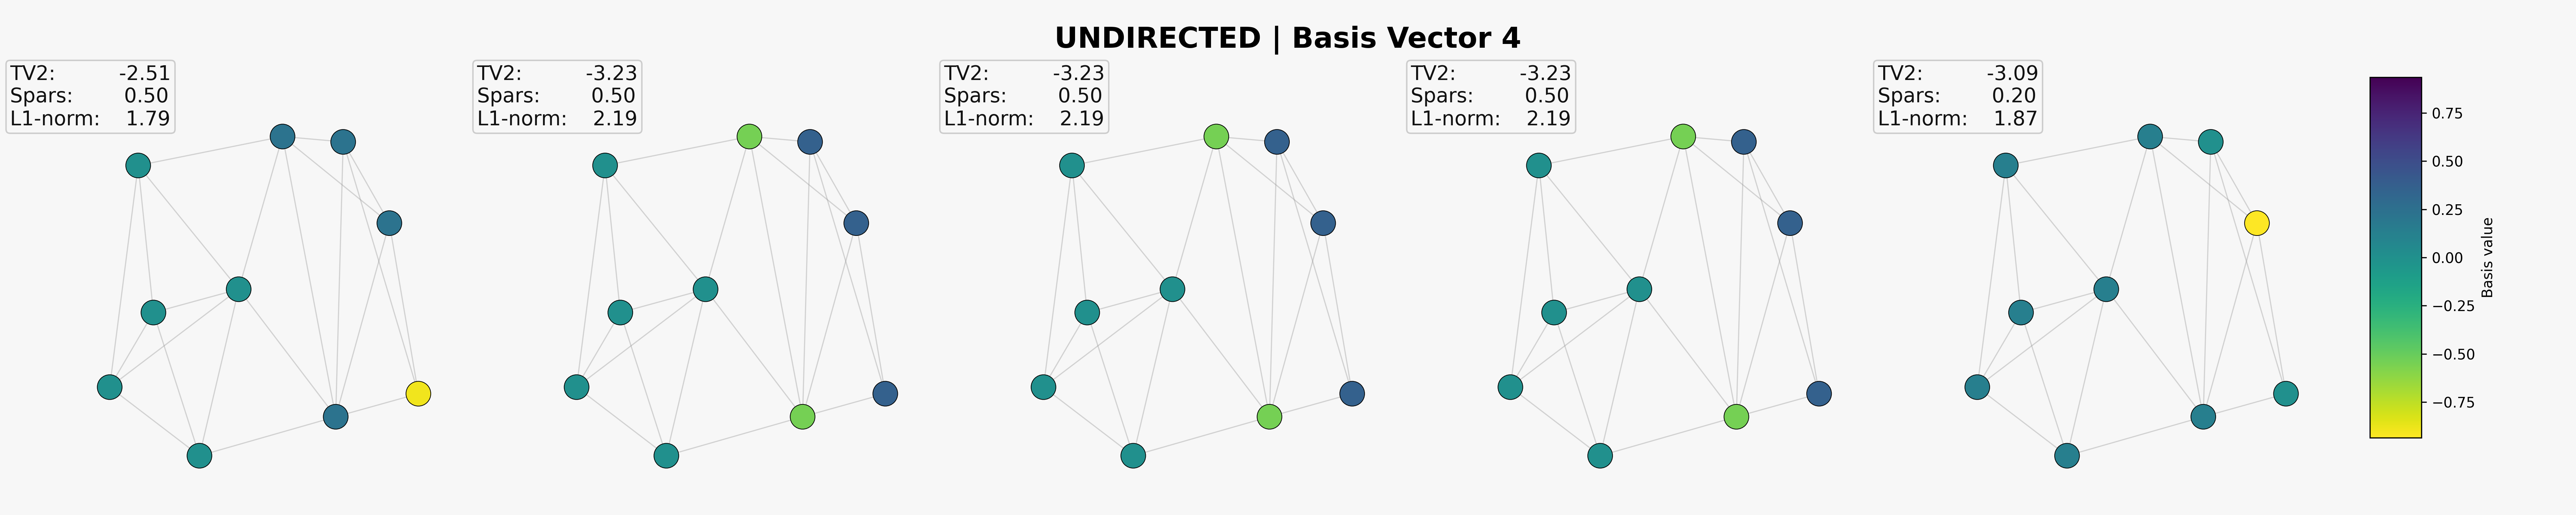 UNDIRECTED | Basis Vector 4
TV2: -2.51
Spars: 0.50
L1-norm: 1.79
TV2: -3.23
Spars: 0.50
L1-norm: 2.19
TV2: -3.23
Spars: 0.50
L1-norm: 2.19
TV2: -3.23
Spars: 0.50
L1-norm: 2.19
TV2: -3.09
Spars: 0.20
L1-norm: 1.87
0.75
0.50
0.25
0.00
−0.25
−0.50
−0.75
Basis value